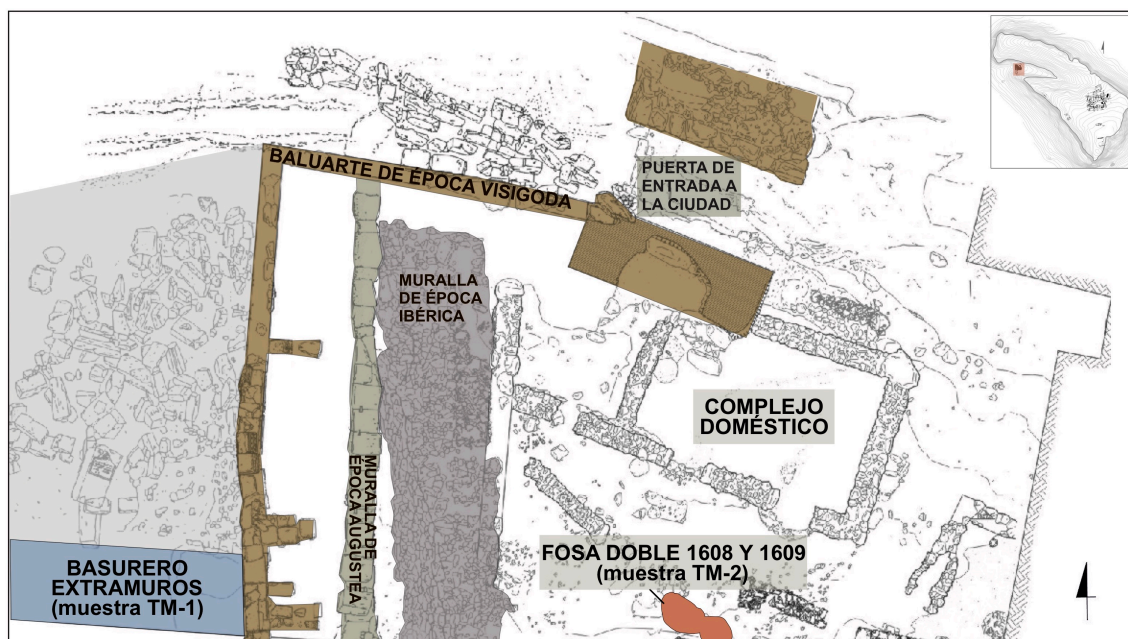 BALUARTE DE ÉPOCA VISIGODA
PUERTA DE
ENTRADA A
LA CIUDAD
MURALLA
DE ÉPOCA
IBÉRICA
COMPLEJO
DOMÉSTICO
MURALLA DE
ÉPOCA AUGUSTEA
FOSA DOBLE 1608 Y 1609
(muestra TM-2)
BASURERO
EXTRAMUROS
(muestra TM-1)